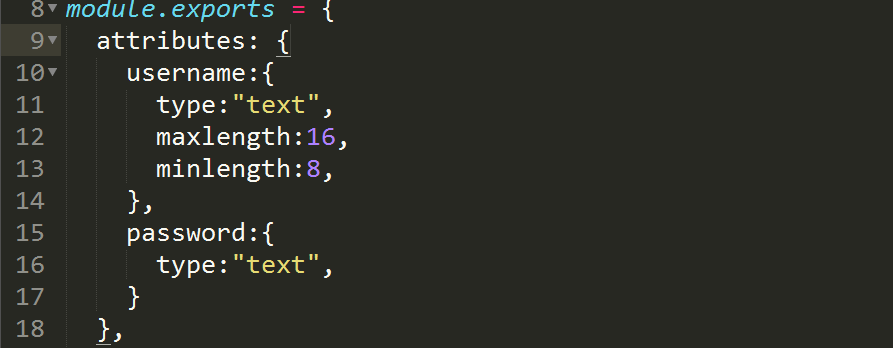 8 module.exports = {
9 attributes: {
10 username:{
11 type:"text",
12 maxlength:16,
13 minlength:8,
14 },
15 password:{
16 type:"text",
17 }
18 },